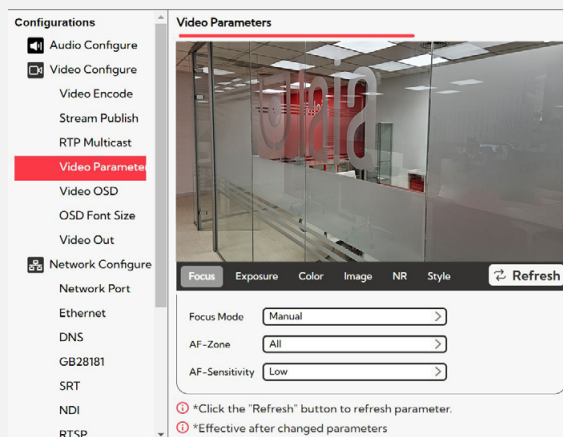 Configurations
Audio Configure
Video Configure
Video Encode
Stream Publish
RTP Multicast
Video Parameter
Video OSD
OSD Font Size
Video Out
Network Configure
Network Port
Ethernet
DNS
GB28181
SRT
NDI
RTSP
Video Parameters
Focus Exposure Color Image NR Style Refresh
Focus Mode Manual
AF-Zone All
AF-Sensitivity Low
*Click the "Refresh" button to refresh parameter.
*Effective after changed parameters